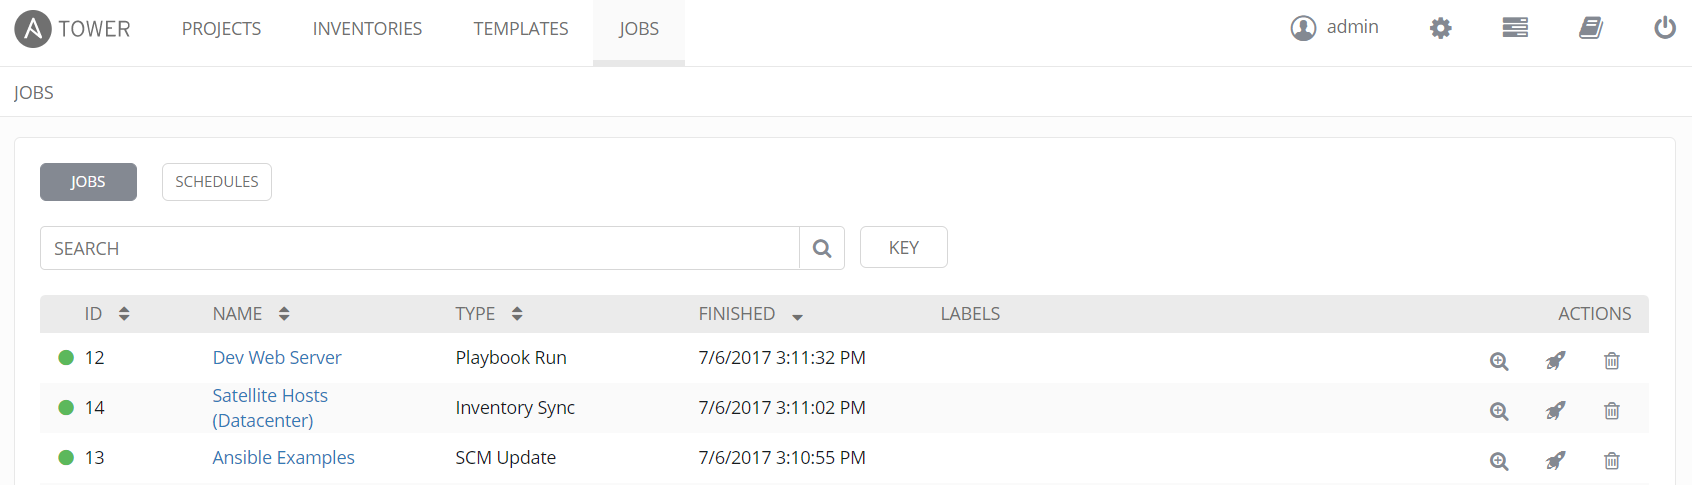 A TOWER PROJECTS INVENTORIES TEMPLATES JOBS admin
JOBS
JOBS SCHEDULES
SEARCH KEY
ID NAME TYPE FINISHED LABELS ACTIONS
12 Dev Web Server Playbook Run 7/6/2017 3:11:32 PM
14 Satellite Hosts (Datacenter) Inventory Sync 7/6/2017 3:11:02 PM
13 Ansible Examples SCM Update 7/6/2017 3:10:55 PM